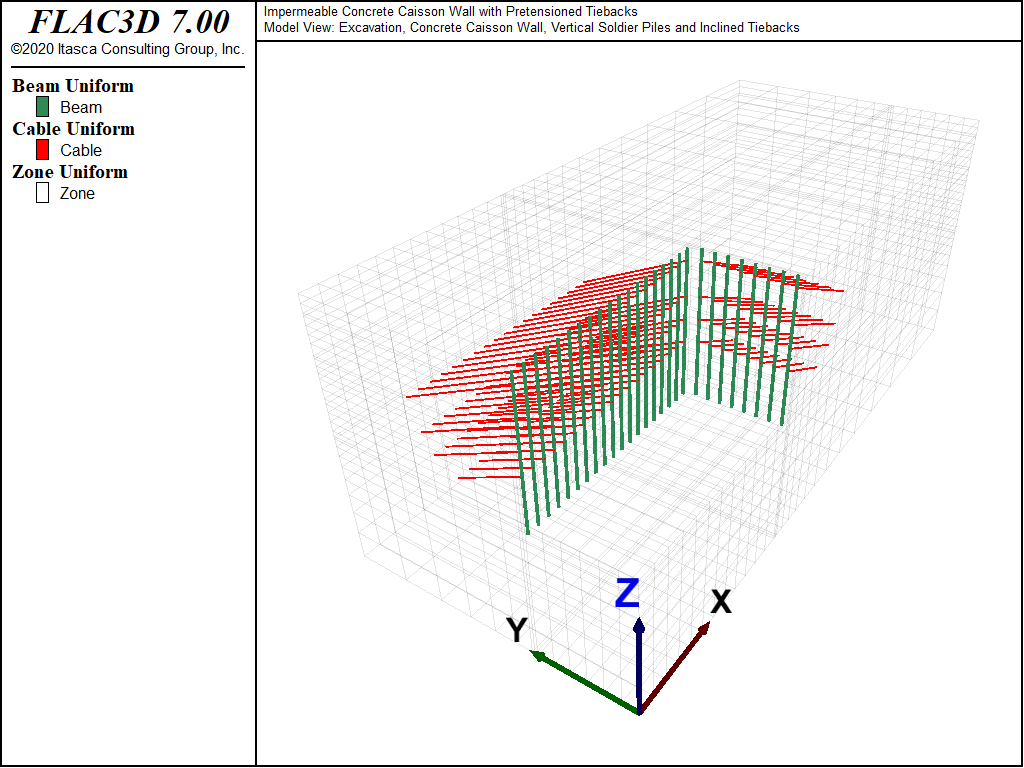 FLAC3D 7.00
©2020 Itasca Consulting Group, Inc.
Impermeable Concrete Caisson Wall with Pretensioned Tiebacks
Model View: Excavation, Concrete Caisson Wall, Vertical Soldier Piles and Inclined Tiebacks
Beam Uniform
Beam
Cable Uniform
Cable
Zone Uniform
Zone
Z
X
Y